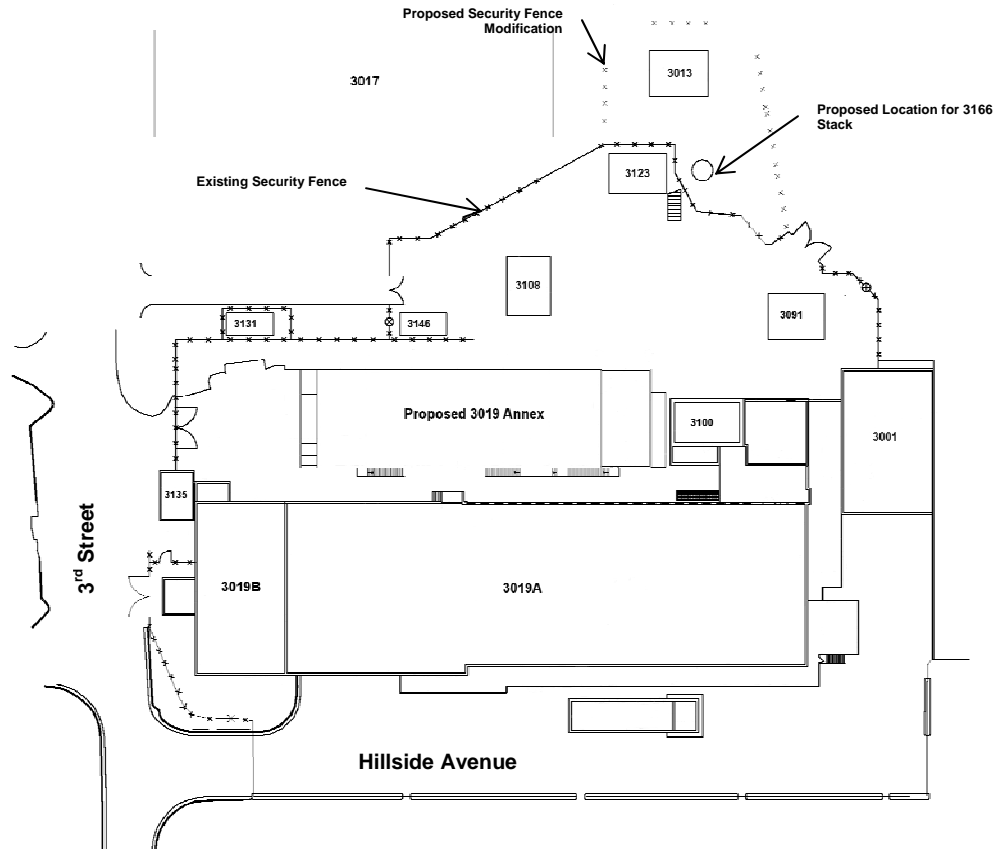 Proposed Security Fence
Modification
3017
3013
Proposed Location for 3166
Stack
3123
Existing Security Fence
3108
3091
3131
3146
Proposed 3019 Annex
3100
3001
3135
3rd Street
3019B
3019A
Hillside Avenue